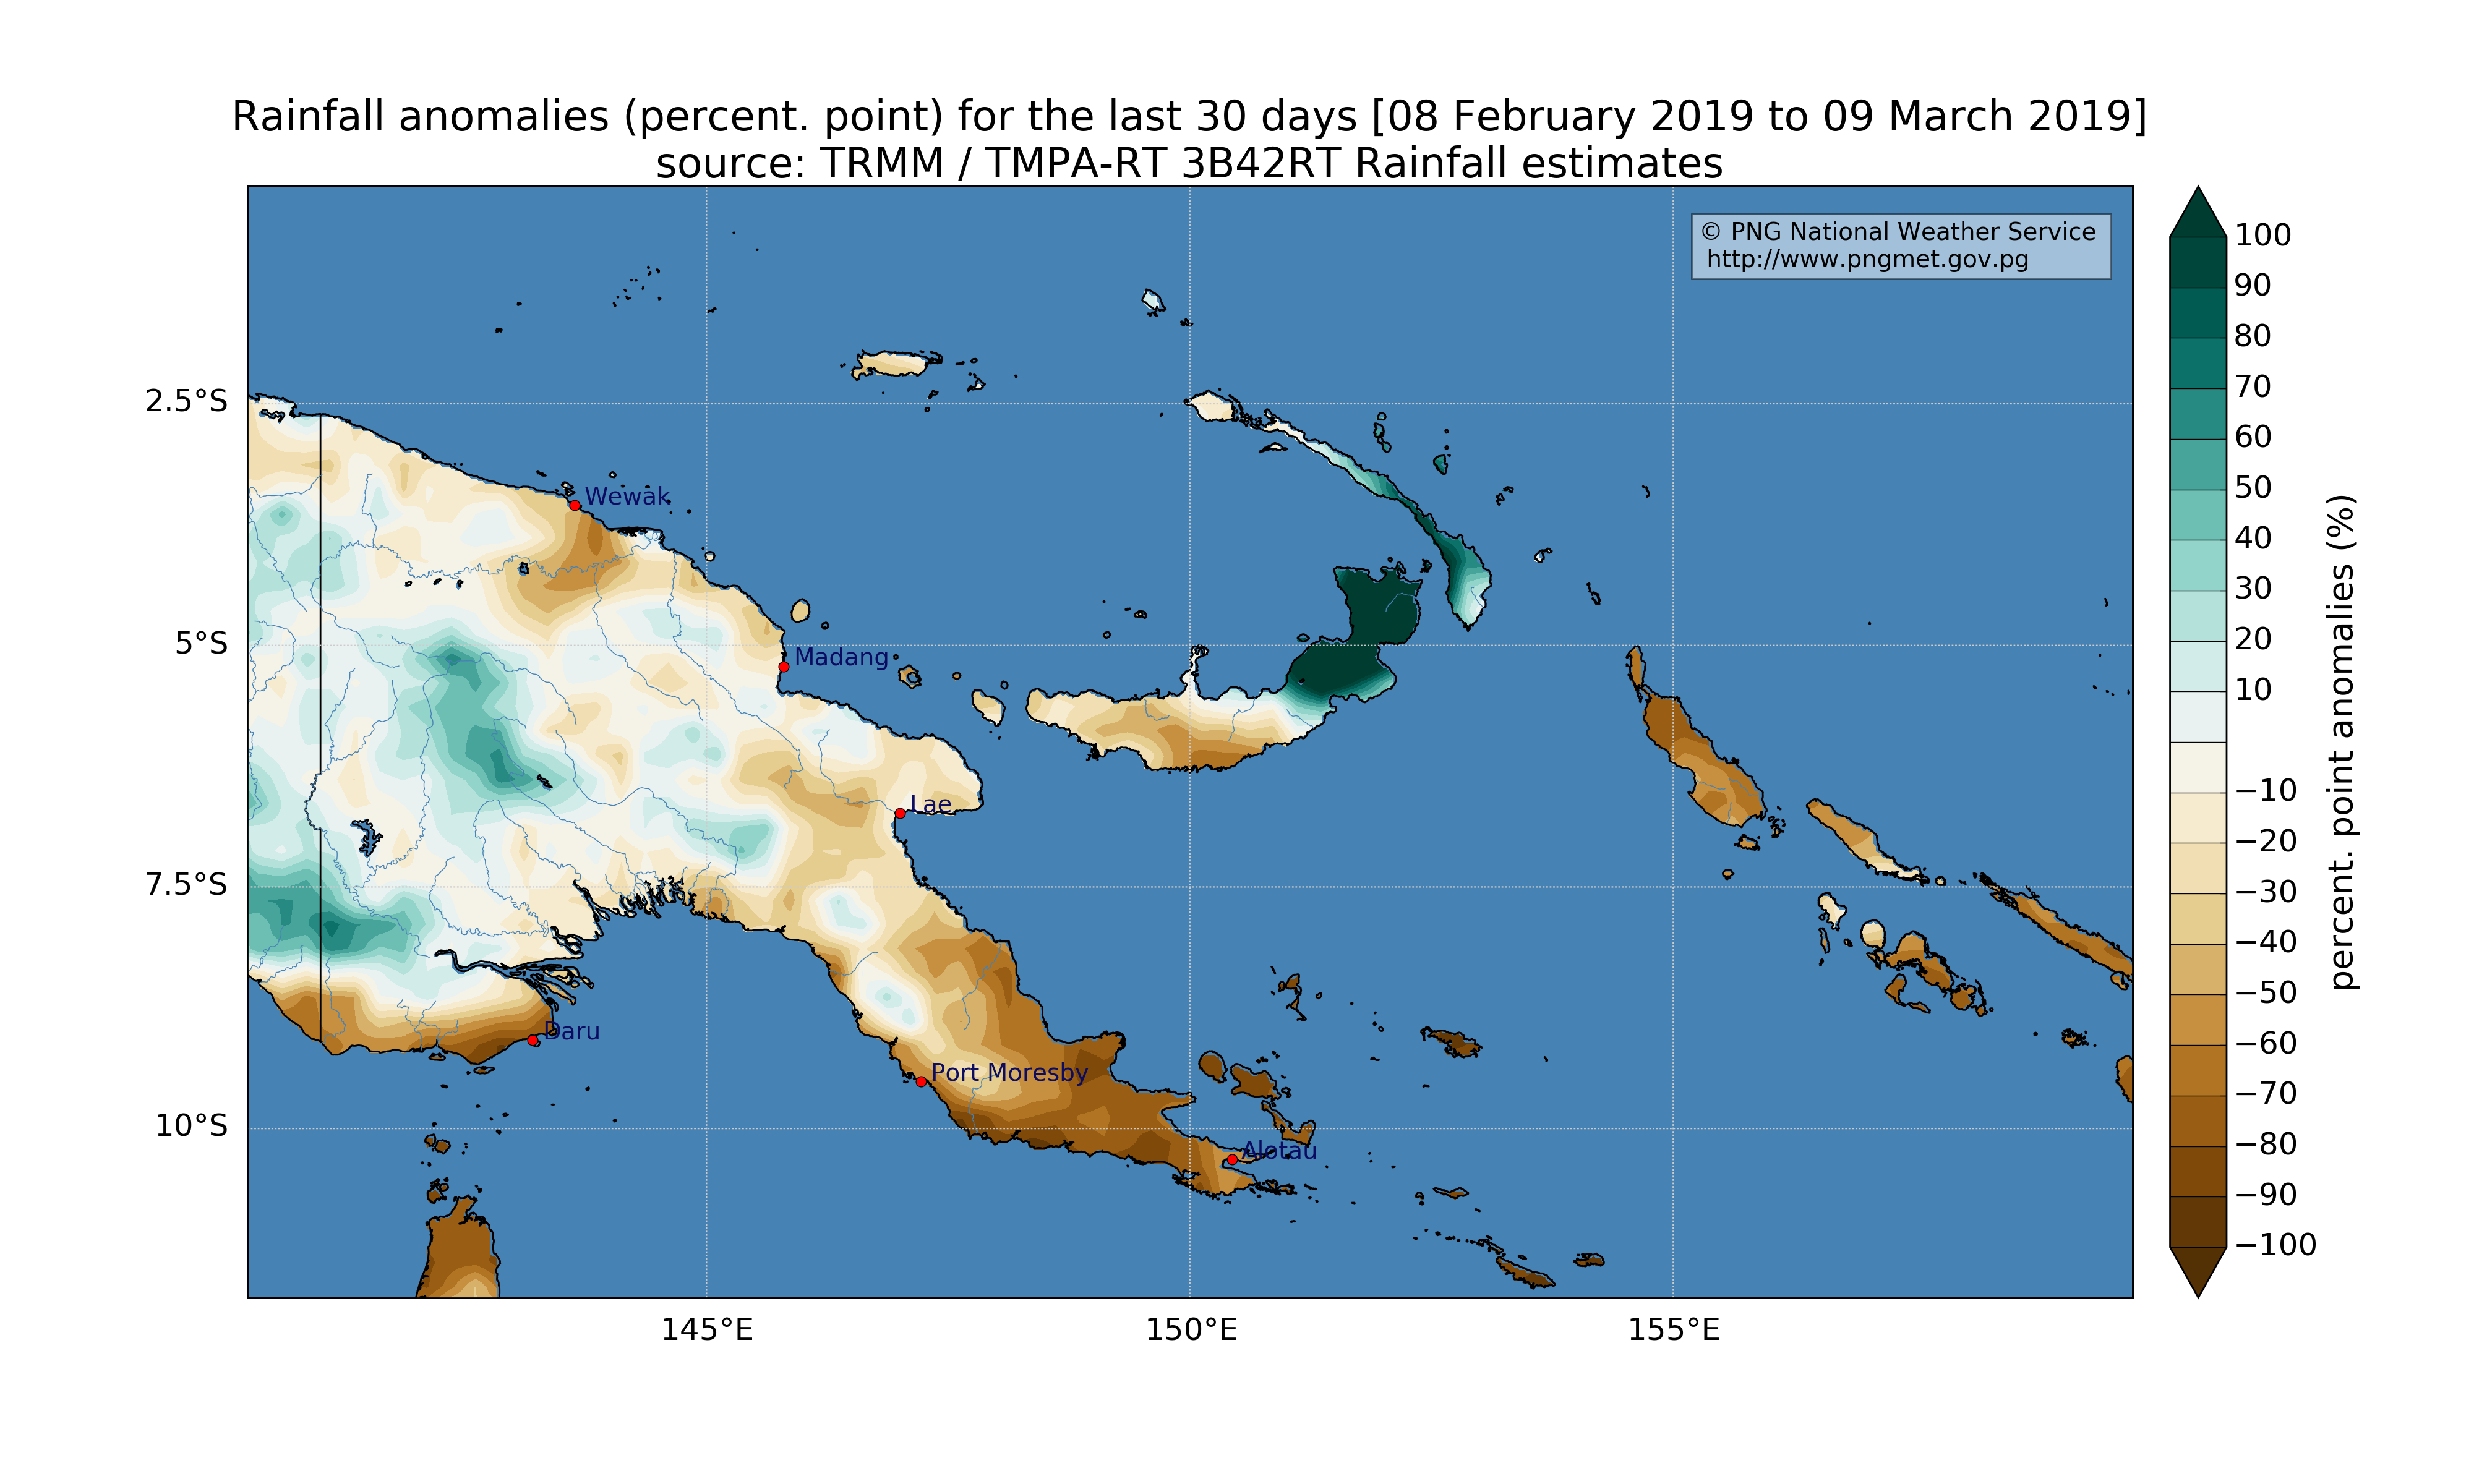 Rainfall anomalies (percent. point) for the last 30 days [08 February 2019 to 09 March 2019]
source: TRMM / TMPA-RT 3B42RT Rainfall estimates
© PNG National Weather Service
http://www.pngmet.gov.pg
2.5°S
5°S
7.5°S
10°S
145°E
150°E
155°E
Wewak
Madang
Lae
Daru
Port Moresby
Alotau
100
90
80
70
60
50
40
30
20
10
−10
−20
−30
−40
−50
−60
−70
−80
−90
−100
percent. point anomalies (%)